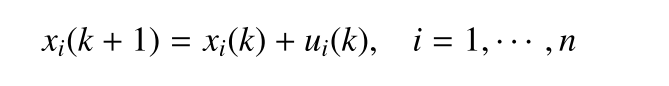 x_i(k + 1) = x_i(k) + u_i(k), i = 1, ··· , n